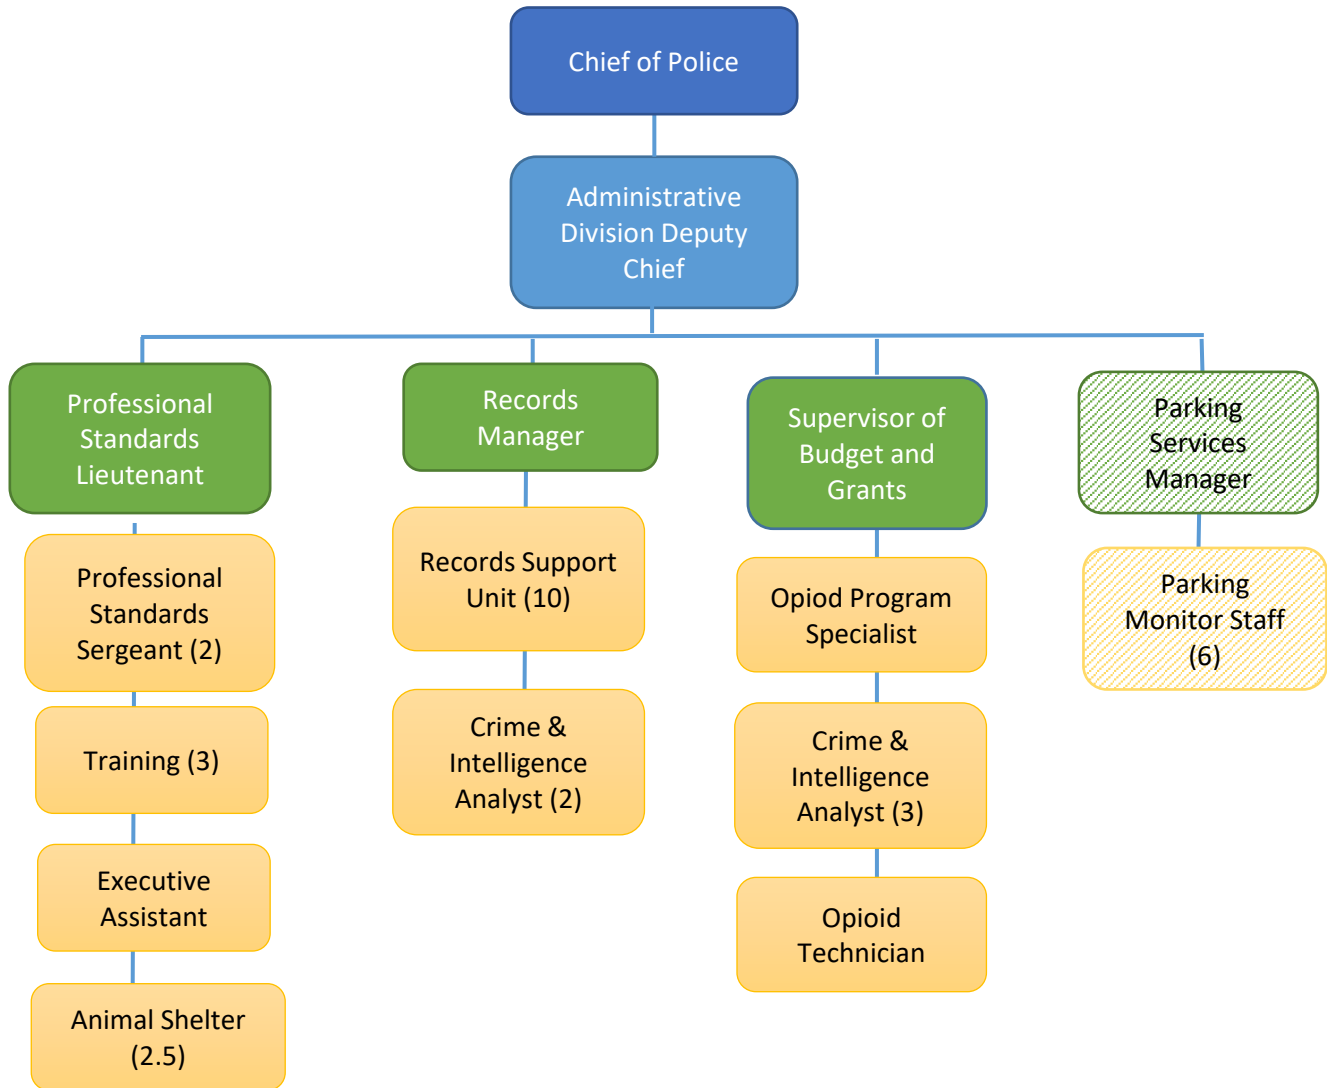 Chief of Police
Administrative
Division Deputy
Chief
Professional
Standards
Lieutenant
Records
Manager
Supervisor of
Budget and
Grants
Parking
Services
Manager
Professional
Standards
Sergeant (2)
Training (3)
Executive
Assistant
Animal Shelter
(2.5)
Records Support
Unit (10)
Crime &
Intelligence
Analyst (2)
Opiod Program
Specialist
Crime &
Intelligence
Analyst (3)
Opioid
Technician
Parking
Monitor Staff
(6)